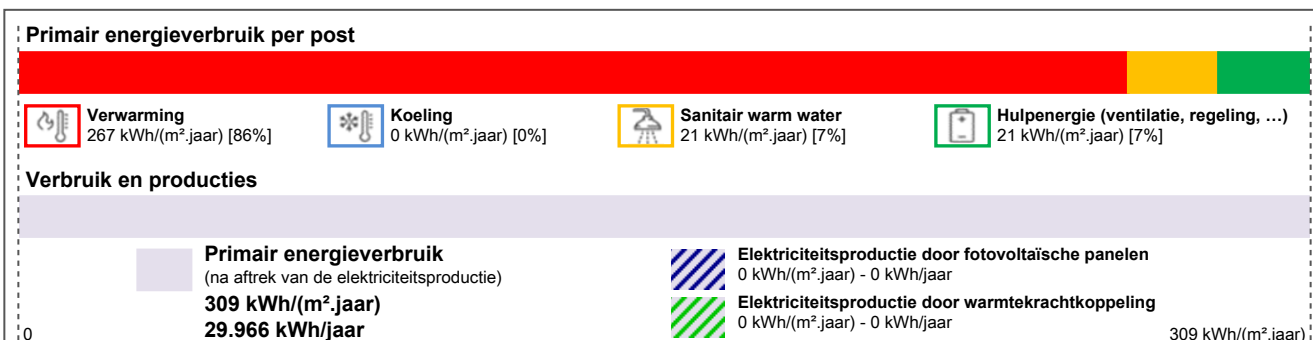 Primair energieverbruik per post
Verwarming
267 kWh/(m².jaar) [86%]
Koeling
0 kWh/(m².jaar) [0%]
Sanitair warm water
21 kWh/(m².jaar) [7%]
Hulpenergie (ventilatie, regeling, …)
21 kWh/(m².jaar) [7%]
Verbruik en producties
Primair energieverbruik
(na aftrek van de elektriciteitsproductie)
309 kWh/(m².jaar)
29.966 kWh/jaar
Elektriciteitsproductie door fotovoltaïsche panelen
0 kWh/(m².jaar) - 0 kWh/jaar
Elektriciteitsproductie door warmtekrachtkoppeling
0 kWh/(m².jaar) - 0 kWh/jaar
0
309 kWh/(m².jaar)